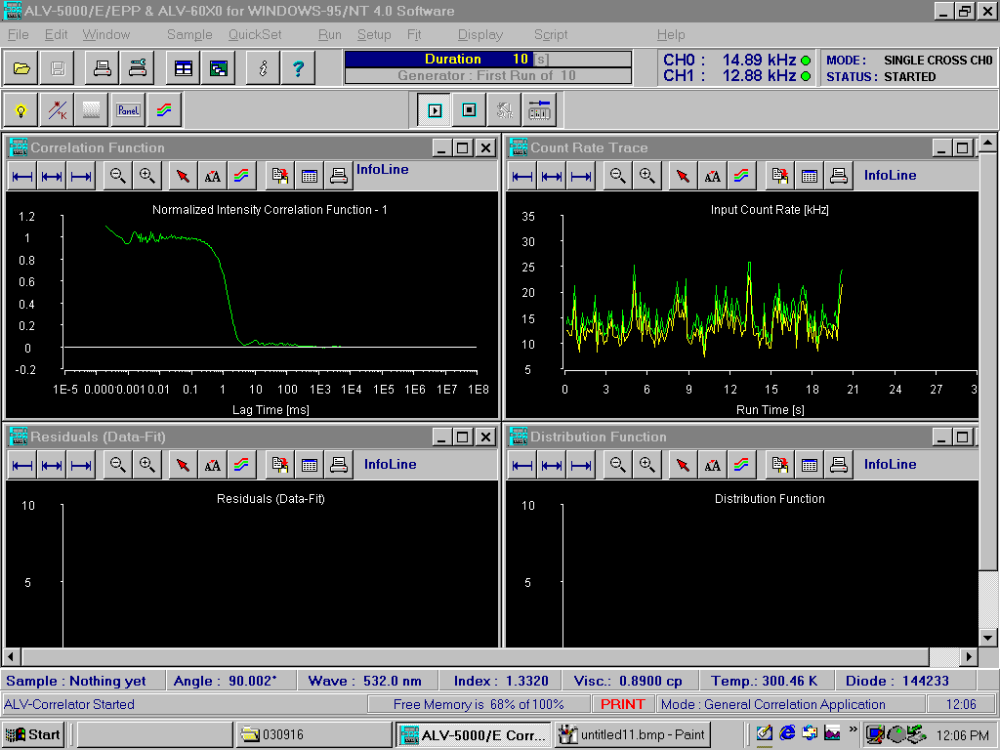 ALV-5000/E/EPP & ALV-60X0 for WINDOWS-95/NT 4.0 Software
File Edit Window Sample QuickSet Run Setup Fit Display Script Help
Duration 10 [s]
Generator : First Run of 10
CH0 : 14.89 kHz
CH1 : 12.88 kHz
MODE : SINGLE CROSS CH0
STATUS : STARTED
K
Panel
Correlation Function
InfoLine
Normalized Intensity Correlation Function - 1
1.2
1
0.8
0.6
0.4
0.2
0
-0.2
1E-5 0.0001 0.001 0.01 0.1 1 10 100 1E3 1E4 1E5 1E6 1E7 1E8
Lag Time [ms]
Count Rate Trace
InfoLine
Input Count Rate [kHz]
35
30
25
20
15
10
5
0 3 6 9 12 15 18 21 24 27 3
Run Time [s]
Residuals (Data-Fit)
InfoLine
Residuals (Data-Fit)
10
5
Distribution Function
InfoLine
Distribution Function
10
5
Sample : Nothing yet Angle : 90.002° Wave : 532.0 nm Index : 1.3320 Visc.: 0.8900 cp Temp.: 300.46 K Diode : 144233
ALV-Correlator Started Free Memory is 68% of 100% PRINT Mode : General Correlation Application 12:06
Start 030916 ALV-5000/E Corr... untitled11.bmp - Paint 12:06 PM